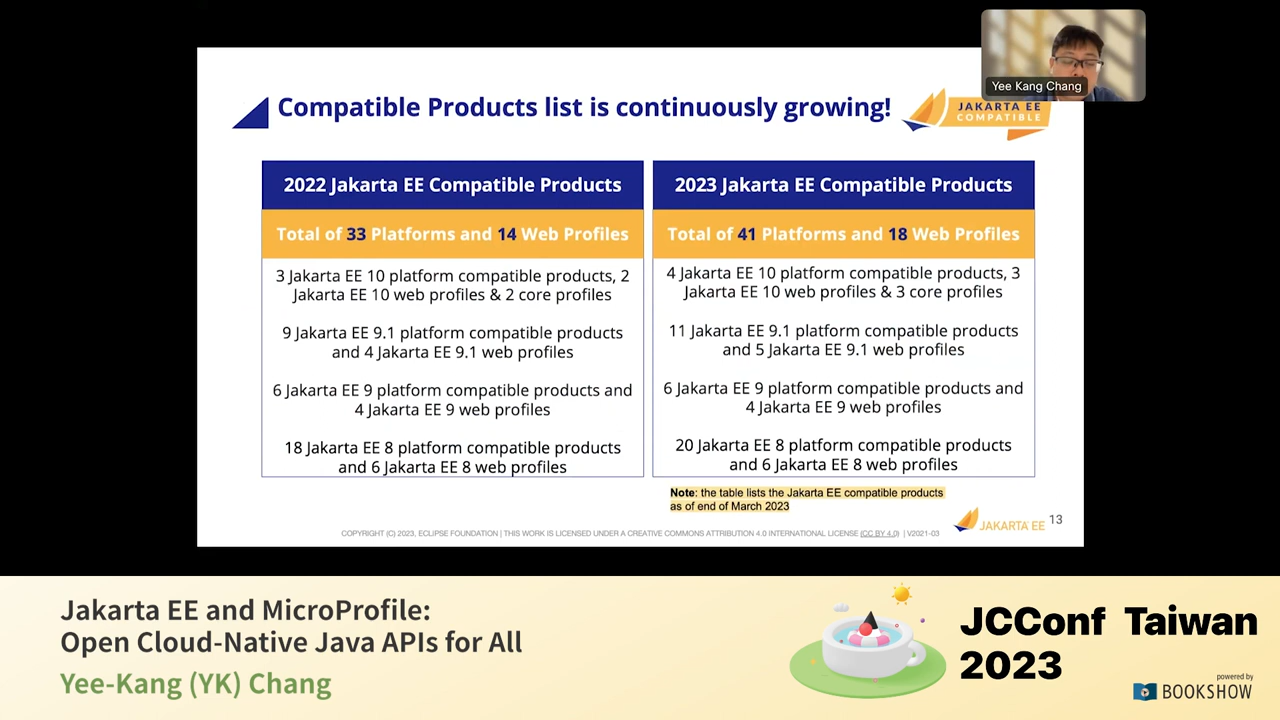 Yee Kang Chang
Compatible Products list is continuously growing!
JAKARTA EE
COMPATIBLE
2022 Jakarta EE Compatible Products
Total of 33 Platforms and 14 Web Profiles
3 Jakarta EE 10 platform compatible products, 2
Jakarta EE 10 web profiles & 2 core profiles
9 Jakarta EE 9.1 platform compatible products
and 4 Jakarta EE 9.1 web profiles
6 Jakarta EE 9 platform compatible products and
4 Jakarta EE 9 web profiles
18 Jakarta EE 8 platform compatible products
and 6 Jakarta EE 8 web profiles
2023 Jakarta EE Compatible Products
Total of 41 Platforms and 18 Web Profiles
4 Jakarta EE 10 platform compatible products, 3
Jakarta EE 10 web profiles & 3 core profiles
11 Jakarta EE 9.1 platform compatible products
and 5 Jakarta EE 9.1 web profiles
6 Jakarta EE 9 platform compatible products and
4 Jakarta EE 9 web profiles
20 Jakarta EE 8 platform compatible products
and 6 Jakarta EE 8 web profiles
Note: the table lists the Jakarta EE compatible products
as of end of March 2023
COPYRIGHT (C) 2023, ECLIPSE FOUNDATION | THIS WORK IS LICENSED UNDER A CREATIVE COMMONS ATTRIBUTION 4.0 INTERNATIONAL LICENSE (CC BY 4.0) | V2021-03
JAKARTA EE
13
Jakarta EE and MicroProfile:
Open Cloud-Native Java APIs for All
Yee-Kang (YK) Chang
JCConf Taiwan
2023
powered by
BOOKSHOW